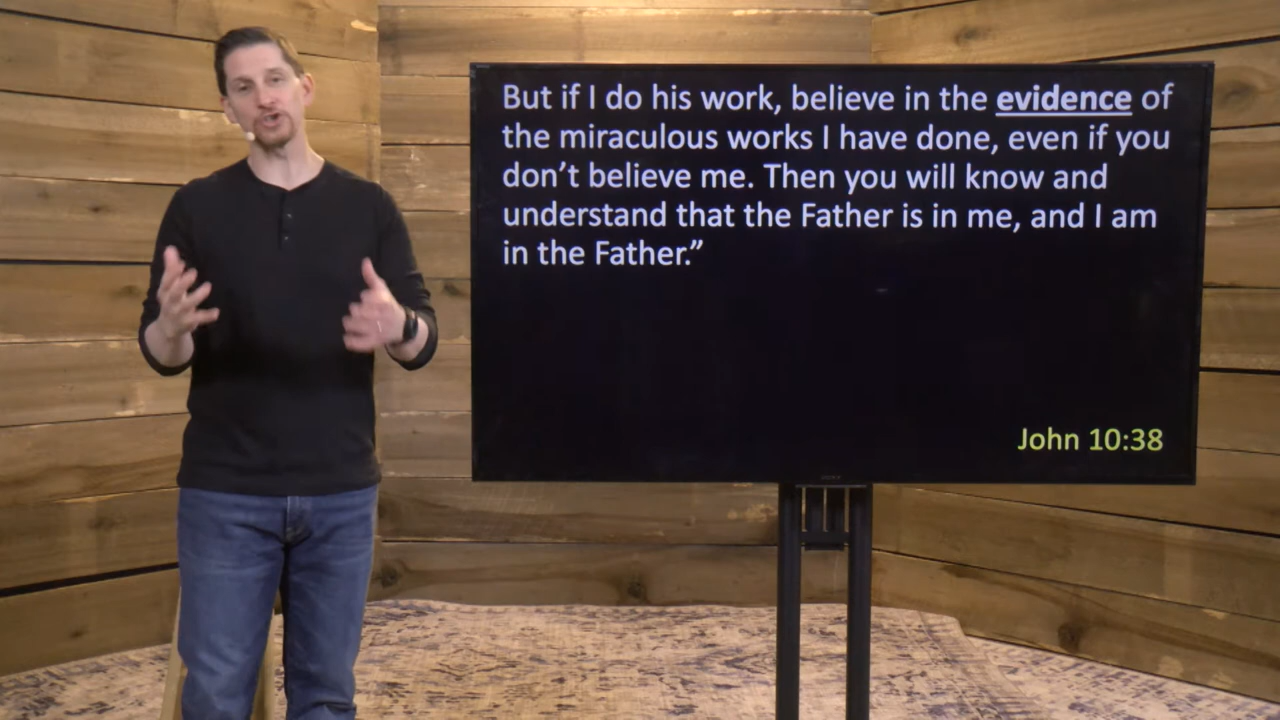 But if I do his work, believe in the evidence of
the miraculous works I have done, even if you
don’t believe me. Then you will know and
understand that the Father is in me, and I am
in the Father.”
John 10:38